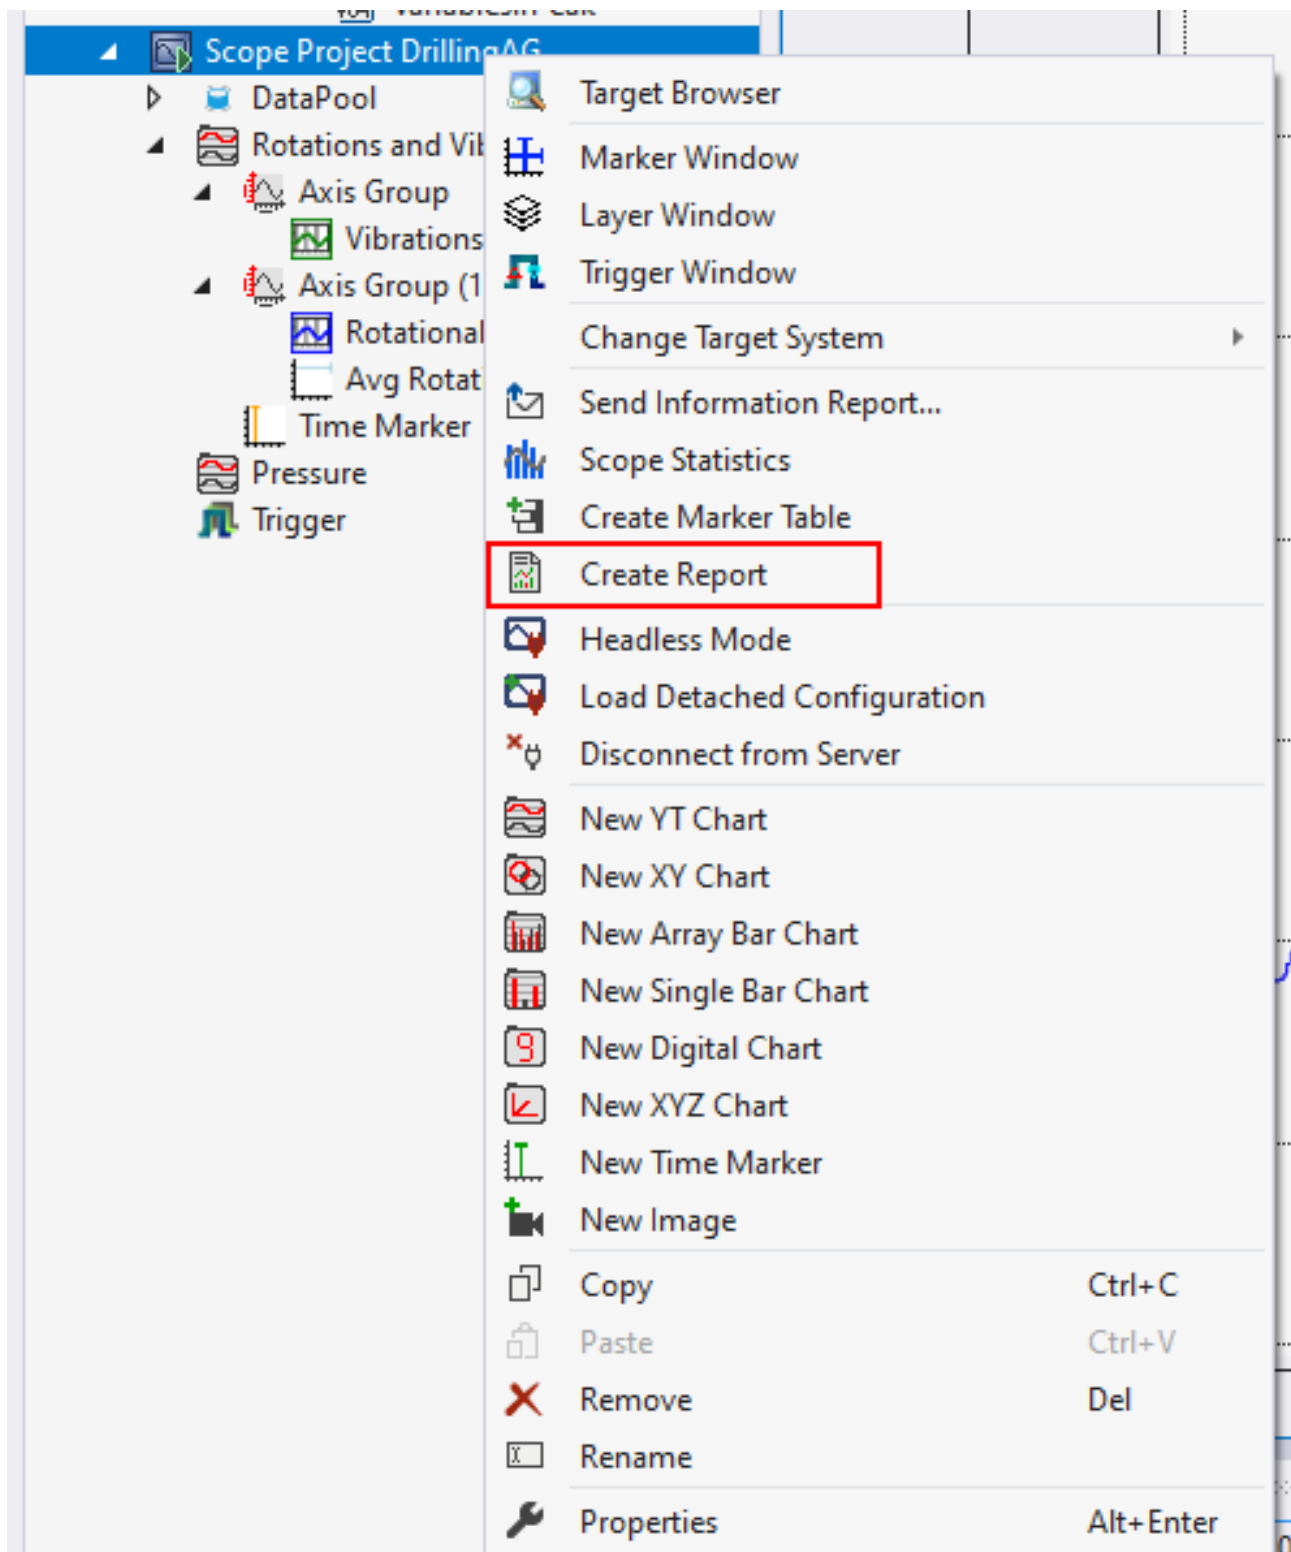 Scope Project DrillingAG
DataPool
Rotations and Vib
Axis Group
Vibrations
Axis Group (1
Rotational
Avg Rotat
Time Marker
Pressure
Trigger
Target Browser
Marker Window
Layer Window
Trigger Window
Change Target System
Send Information Report...
Scope Statistics
Create Marker Table
Create Report
Headless Mode
Load Detached Configuration
Disconnect from Server
New YT Chart
New XY Chart
New Array Bar Chart
New Single Bar Chart
New Digital Chart
New XYZ Chart
New Time Marker
New Image
Copy Ctrl+C
Paste Ctrl+V
Remove Del
Rename
Properties Alt+Enter